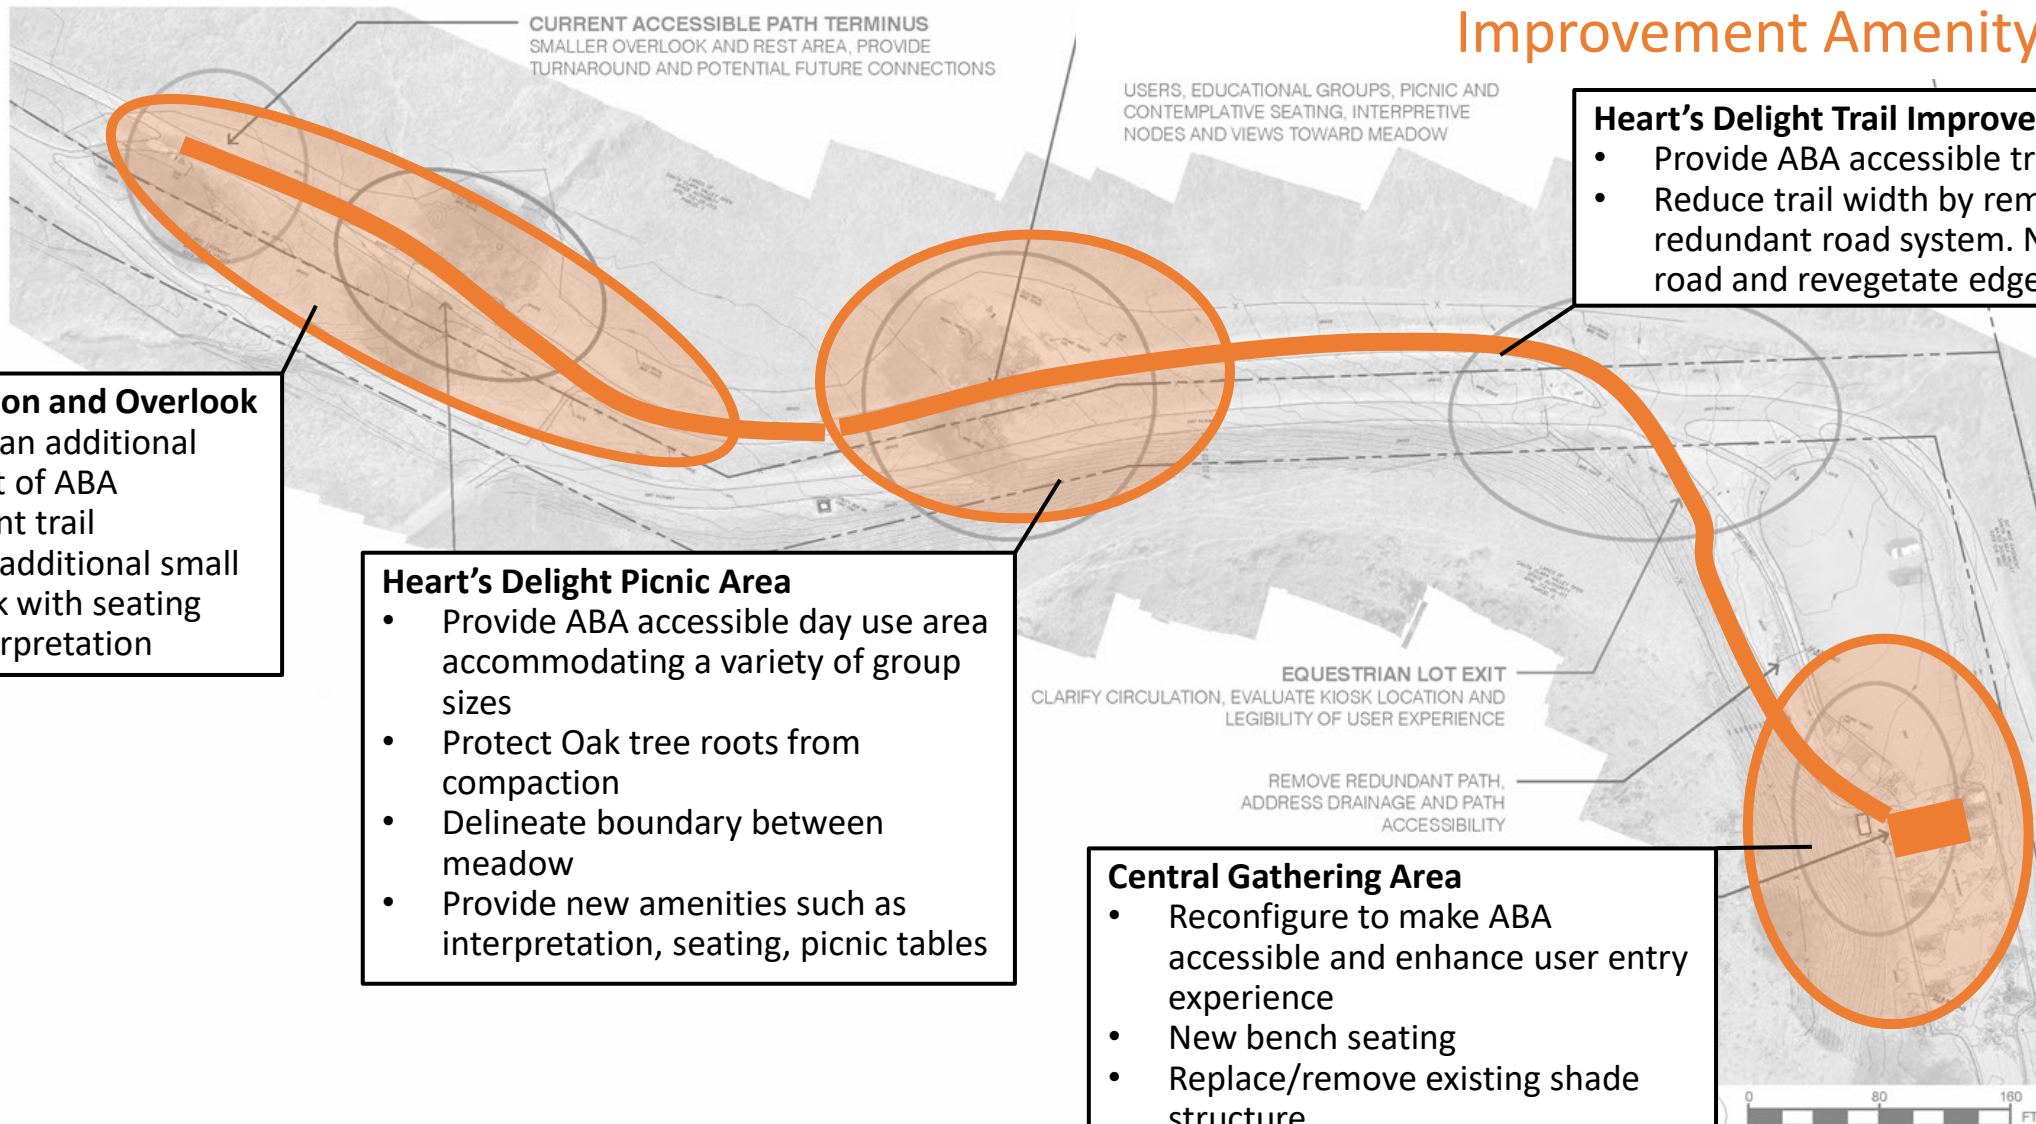 Improvement Amenity
CURRENT ACCESSIBLE PATH TERMINUS
SMALLER OVERLOOK AND REST AREA, PROVIDE
TURNAROUND AND POTENTIAL FUTURE CONNECTIONS
USERS, EDUCATIONAL GROUPS, PICNIC AND
CONTEMPLATIVE SEATING, INTERPRETIVE
NODES AND VIEWS TOWARD MEADOW
Heart’s Delight Trail Improve
• Provide ABA accessible tr
• Reduce trail width by rem
redundant road system. N
road and revegetate edge
on and Overlook
an additional
t of ABA
nt trail
additional small
k with seating
rpretation
Heart’s Delight Picnic Area
• Provide ABA accessible day use area
accommodating a variety of group
sizes
• Protect Oak tree roots from
compaction
• Delineate boundary between
meadow
• Provide new amenities such as
interpretation, seating, picnic tables
EQUESTRIAN LOT EXIT
CLARIFY CIRCULATION, EVALUATE KIOSK LOCATION AND
LEGIBILITY OF USER EXPERIENCE
REMOVE REDUNDANT PATH,
ADDRESS DRAINAGE AND PATH
ACCESSIBILITY
Central Gathering Area
• Reconfigure to make ABA
accessible and enhance user entry
experience
• New bench seating
• Replace/remove existing shade
structure
0 80 160
FT